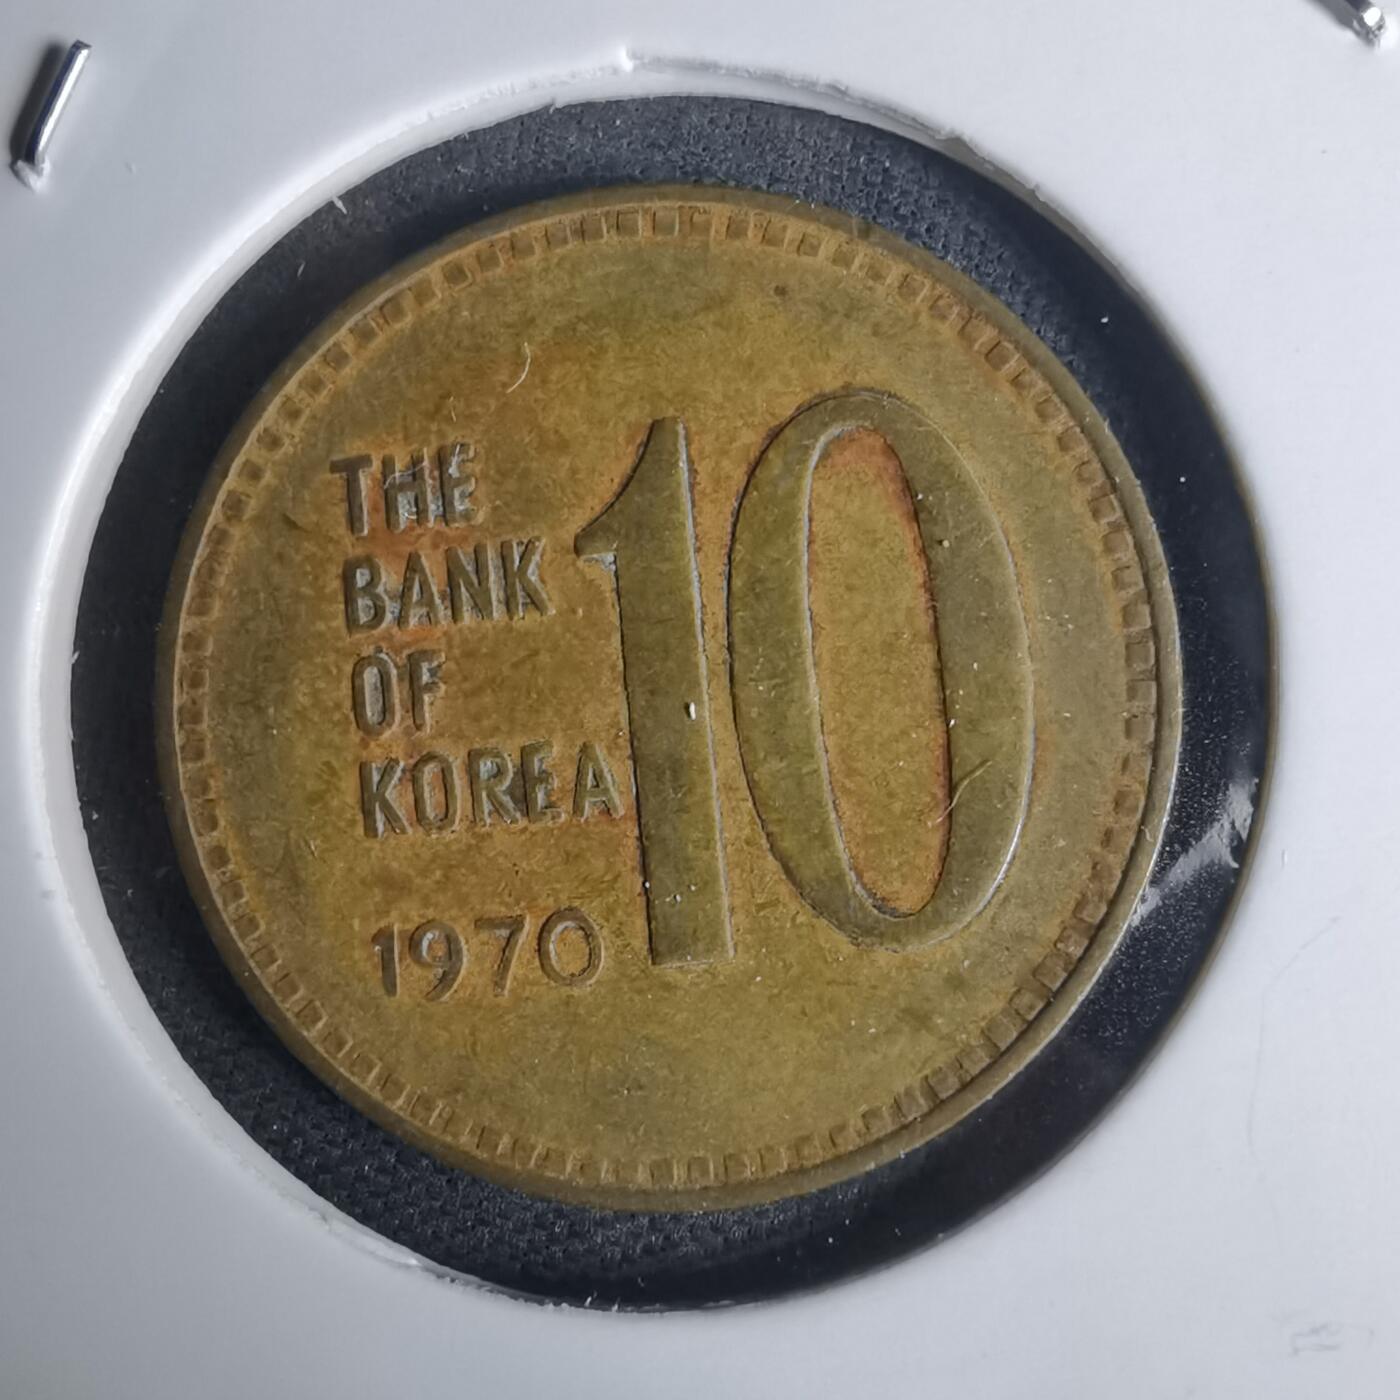 THE
BANK
OF
KOREA
10
1970